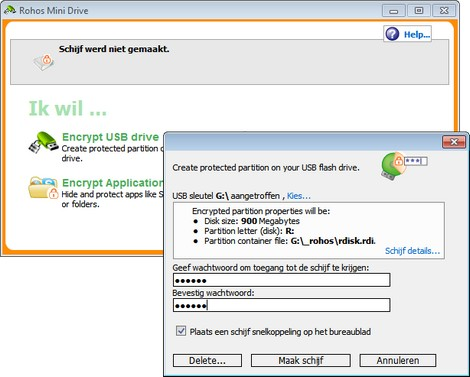 Rohos Mini Drive
Help...
Schijf werd niet gemaakt.
Ik wil ...
Encrypt USB drive
Create protected partition o
drive.
Encrypt Application
Hide and protect apps like S
or folders.
Create protected partition on your USB flash drive.
USB sleutel G:\ aangetroffen , Kies...
Encrypted partition properties will be:
• Disk size: 900 Megabytes
• Partition letter (disk): R:
• Partition container file: G:\_rohos\rdisk.rdi.
Schijf details...
Geef wachtwoord om toegang tot de schijf te krijgen:
••••••
Bevestig wachtwoord:
••••••
Plaats een schijf snelkoppeling op het bureaublad
Delete... Maak schijf Annuleren